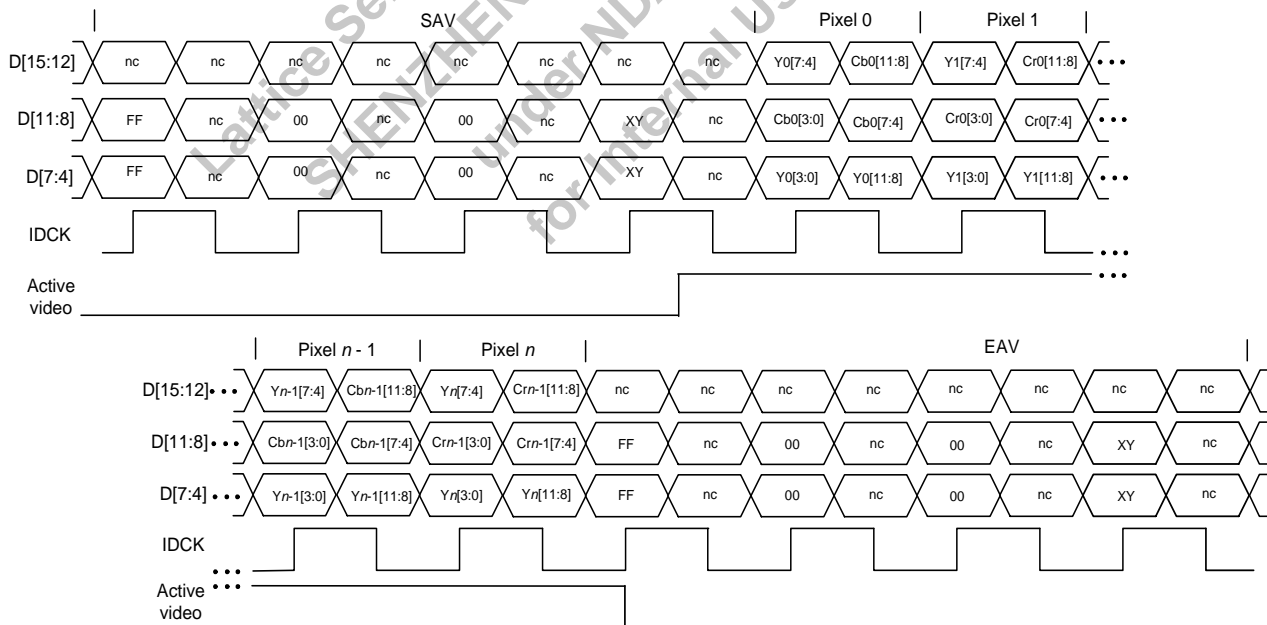 SAV Pixel 0 Pixel 1
D[15:12] nc nc nc nc nc nc nc nc Y0[7:4] Cb0[11:8] Y1[7:4] Cr0[11:8] •••
D[11:8] FF nc 00 nc 00 nc XY nc Cb0[3:0] Cb0[7:4] Cr0[3:0] Cr0[7:4] •••
D[7:4] FF nc 00 nc 00 nc XY nc Y0[3:0] Y0[11:8] Y1[3:0] Y1[11:8] •••
IDCK •••
Active •••
video
Pixel n - 1 Pixel n EAV
D[15:12] ••• Yn-1[7:4] Cbn-1[11:8] Yn[7:4] Crn-1[11:8] nc nc nc nc nc nc nc nc
D[11:8] ••• Cbn-1[3:0] Cbn-1[7:4] Crn-1[3:0] Crn-1[7:4] FF nc 00 nc 00 nc XY nc
D[7:4] ••• Yn-1[3:0] Yn-1[11:8] Yn[3:0] Yn[11:8] FF nc 00 nc 00 nc XY nc
IDCK •••
Active •••
video
Lattice
SHENZHEN
under
for Internal